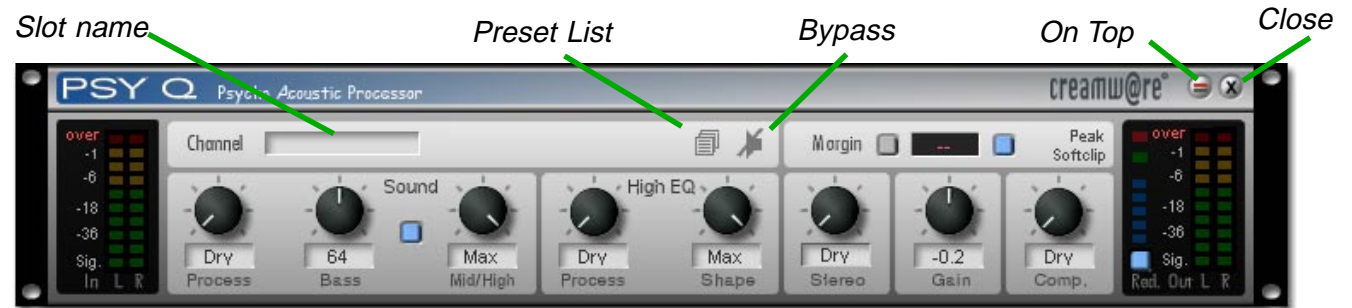 Slot name
Preset List
Bypass
On Top
Close
PSY Q Psycho Acoustic Processor
creamw@re®
X
over
-1
-6
-18
-36
Sig.
In L R
Channel
Margin
--
Peak
Softclip
Sound
High EQ
Dry
64
Max
Dry
Max
Dry
-0.2
Dry
Process
Bass
Mid/High
Process
Shape
Stereo
Gain
Comp.
over
-1
-6
-18
-36
Sig.
Red. Out L R